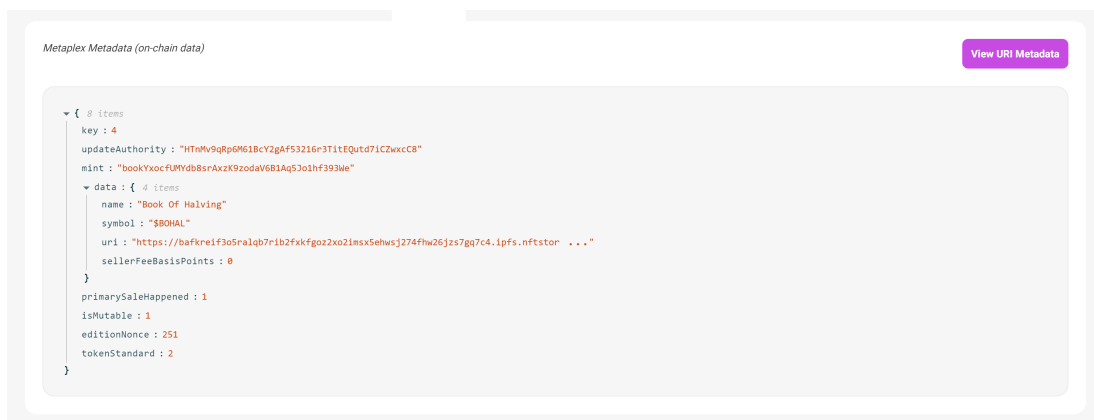 Metaplex Metadata (on-chain data)
View URI Metadata
{ 8 items
key : 4
updateAuthority : "HTnMv9qRp6M61BcY2gAf53216r3TitEQutd7iCZwxcC8"
mint : "bookYxocfUMYdb8srAxzK9zodaV6B1Aq5Jo1hf393We"
data : { 4 items
name : "Book Of Halving"
symbol : "$BOHAL"
uri : "https://bafkreif3o5ralqb7rib2fxkfgoz2xo2imsx5ehwsj274fhw26jzs7gq7c4.ipfs.nftstor ..."
sellerFeeBasisPoints : 0
}
primarySaleHappened : 1
isMutable : 1
editionNonce : 251
tokenStandard : 2
}